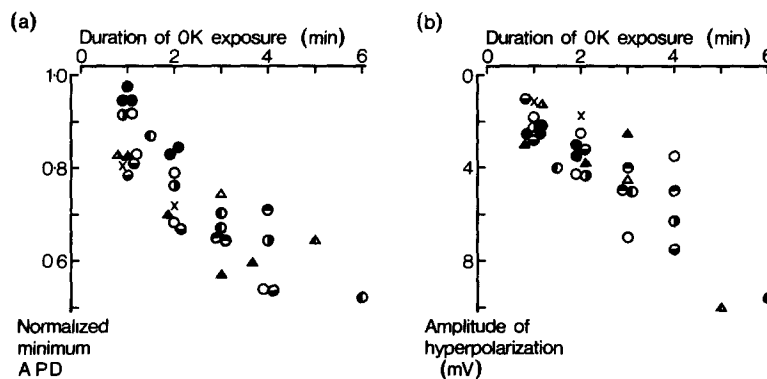 (a)
Duration of 0K exposure (min)
0 2 4 6
1·0
0·8
0·6
Normalized
minimum
APD
(b)
Duration of 0K exposure (min)
0 2 4 6
0
4
8
Amplitude of
hyperpolarization
(mV)